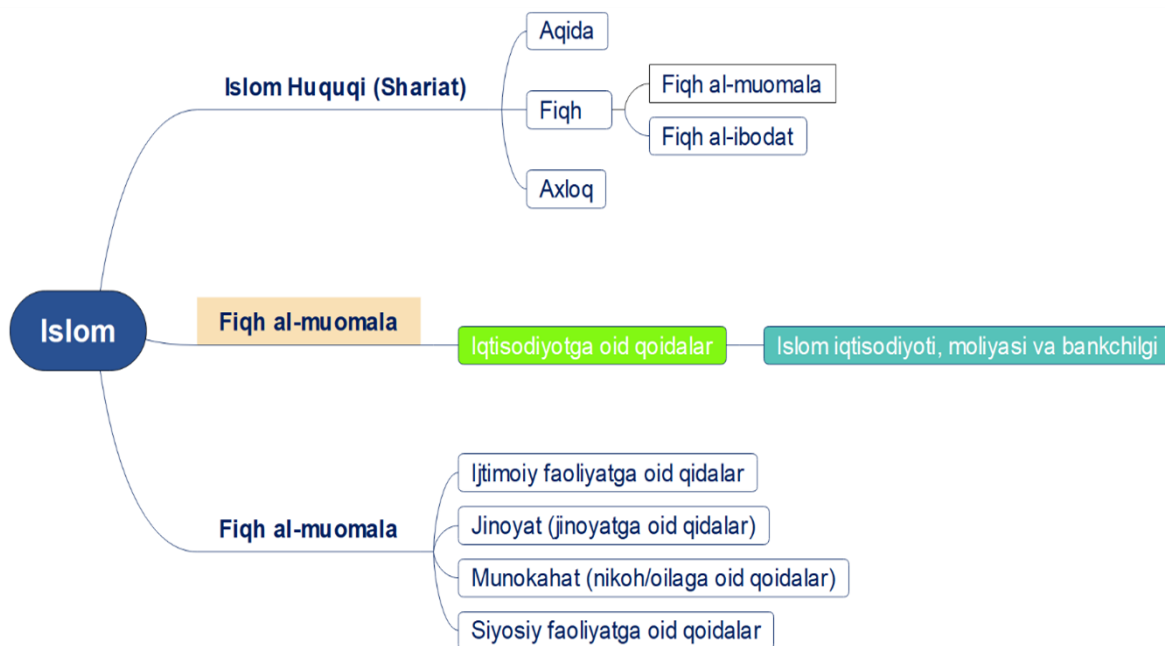 Islom
Islom Huquqi (Shariat)
Aqida
Fiqh
Fiqh al-muomala
Fiqh al-ibodat
Axloq
Fiqh al-muomala
Iqtisodiyotga oid qoidalar
Islom iqtisodiyoti, moliyasi va bankchilgi
Fiqh al-muomala
Ijtimoiy faoliyatga oid qidalar
Jinoyat (jinoyatga oid qidalar)
Munokahat (nikoh/oilaga oid qoidalar)
Siyosiy faoliyatga oid qoidalar